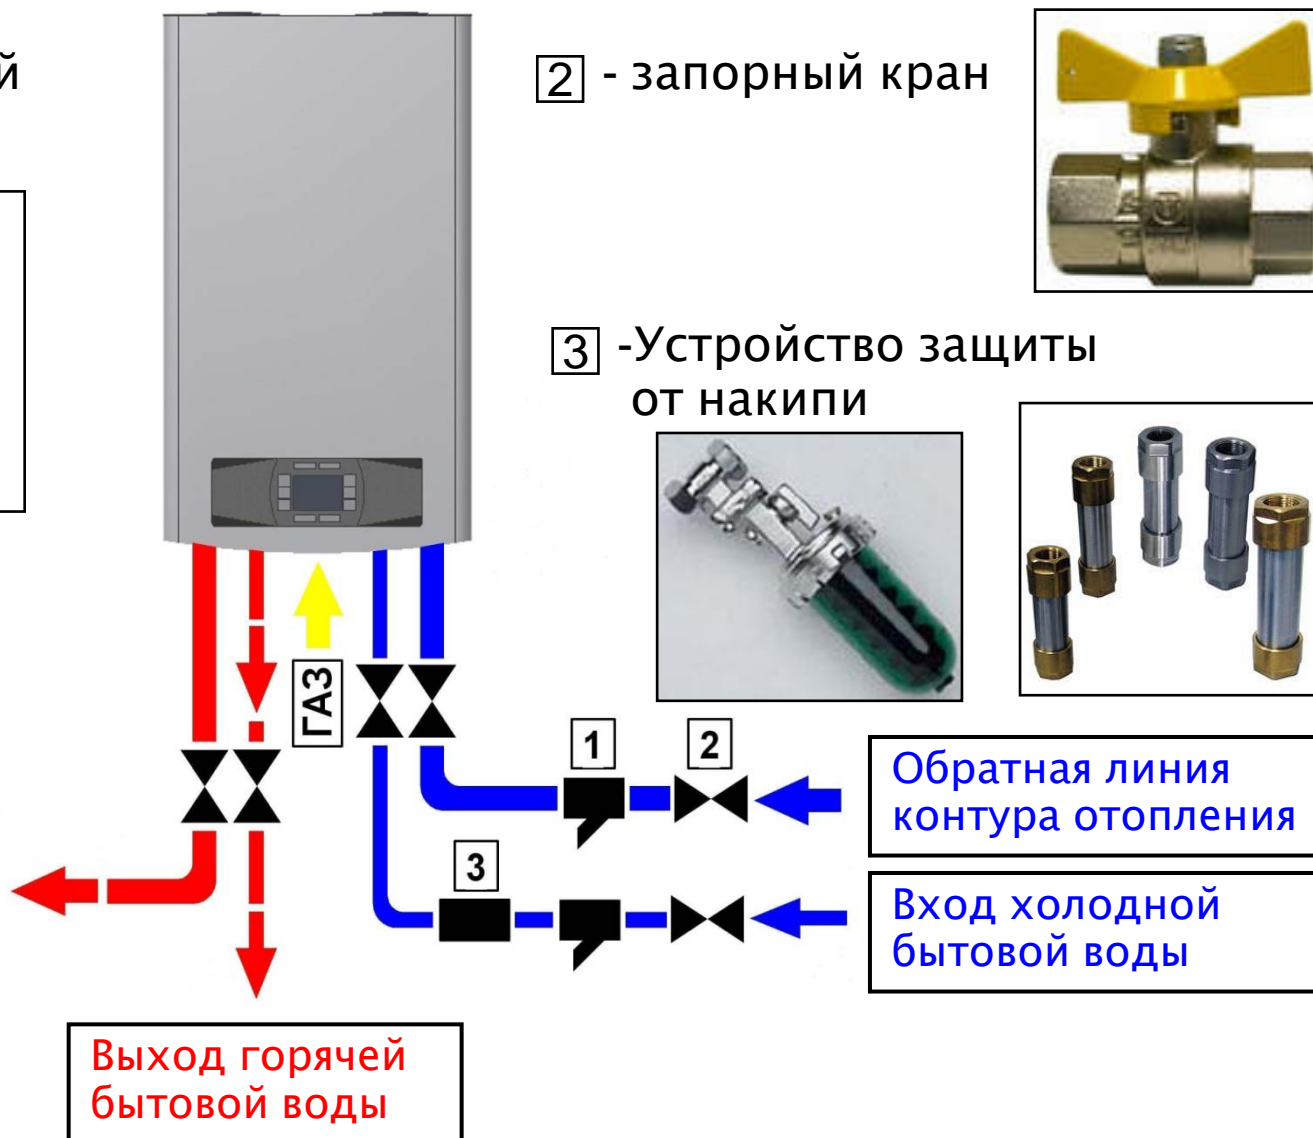 й
2 - запорный кран
3 -Устройство защиты
от накипи
ГАЗ
1
2
3
Обратная линия
контура отопления
Вход холодной
бытовой воды
Выход горячей
бытовой воды